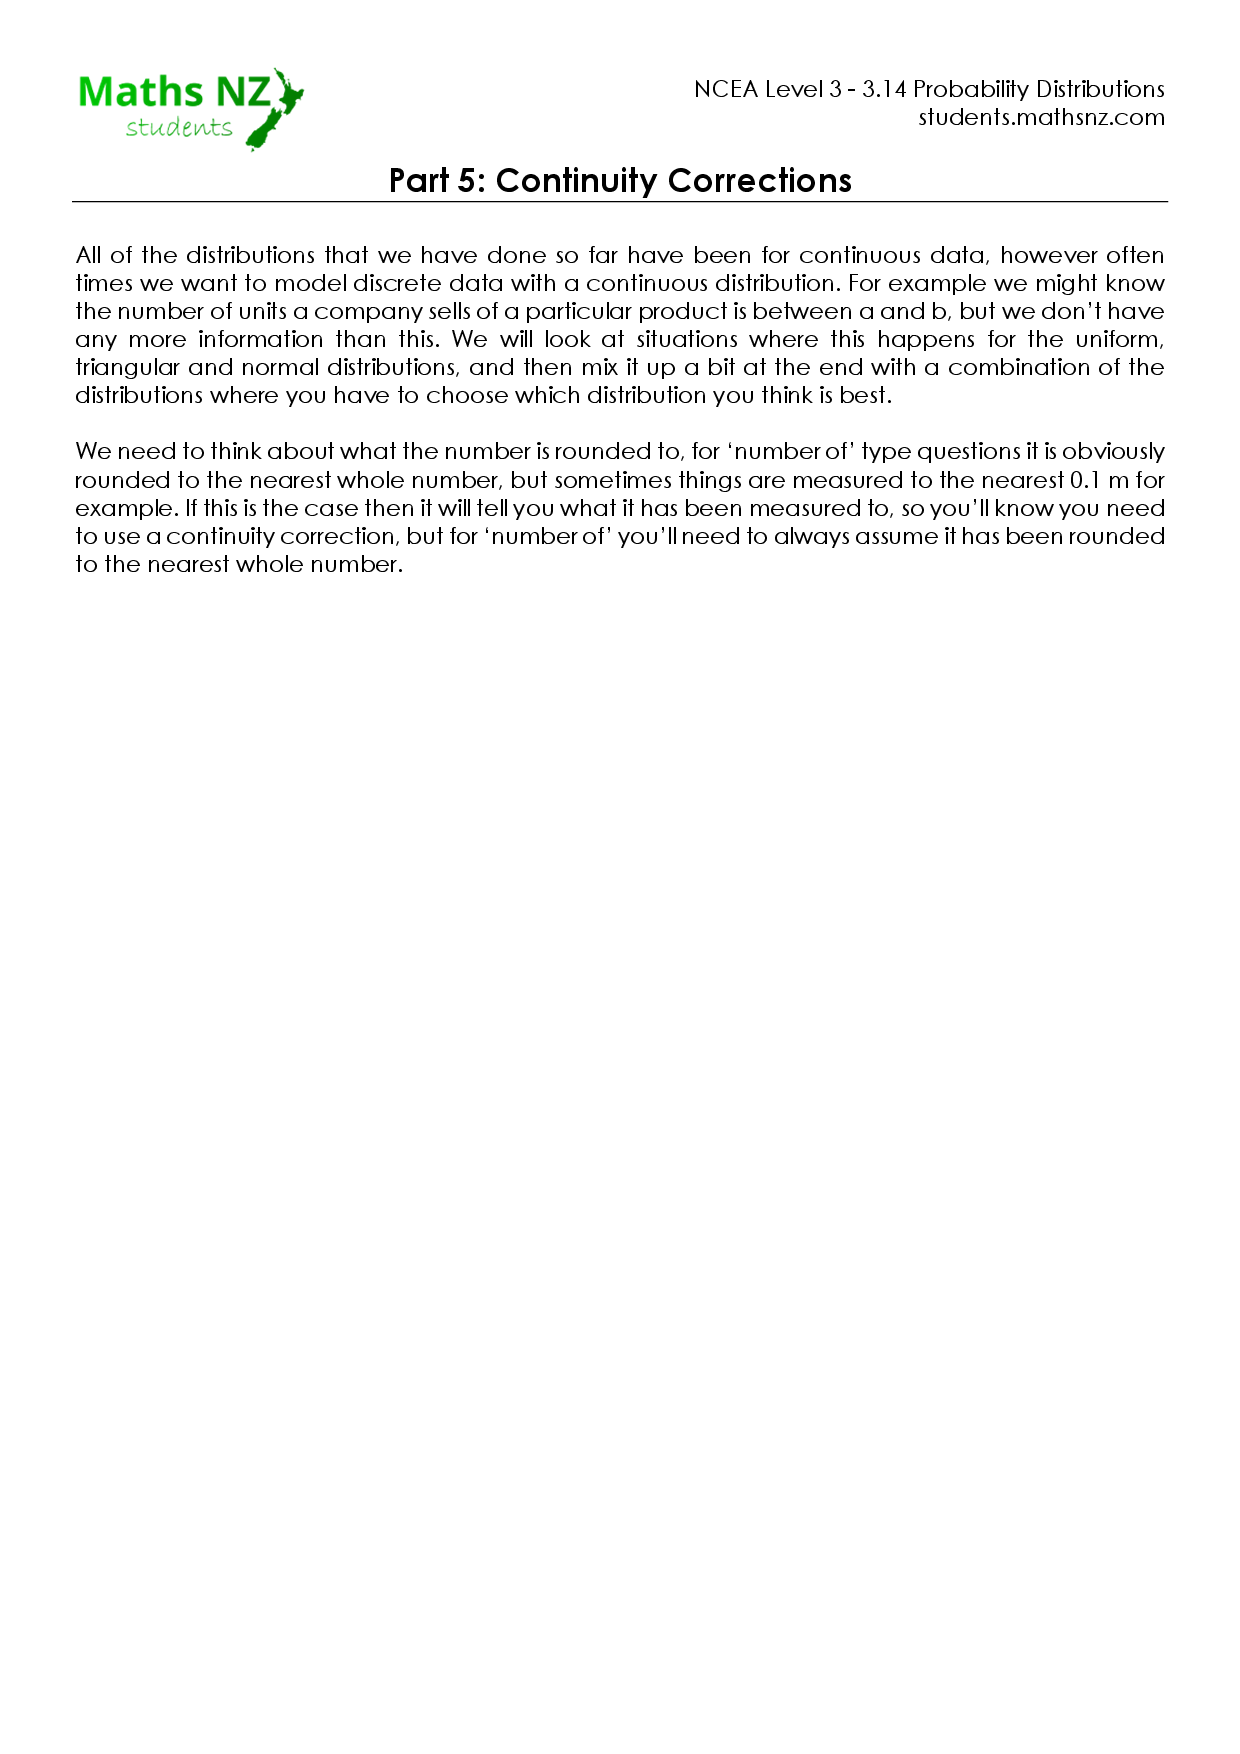 Maths NZ
students
NCEA Level 3 - 3.14 Probability Distributions
students.mathsnz.com
Part 5: Continuity Corrections
All of the distributions that we have done so far have been for continuous data, however often
times we want to model discrete data with a continuous distribution. For example we might know
the number of units a company sells of a particular product is between a and b, but we don’t have
any more information than this. We will look at situations where this happens for the uniform,
triangular and normal distributions, and then mix it up a bit at the end with a combination of the
distributions where you have to choose which distribution you think is best.
We need to think about what the number is rounded to, for ‘number of’ type questions it is obviously
rounded to the nearest whole number, but sometimes things are measured to the nearest 0.1 m for
example. If this is the case then it will tell you what it has been measured to, so you’ll know you need
to use a continuity correction, but for ‘number of’ you’ll need to always assume it has been rounded
to the nearest whole number.